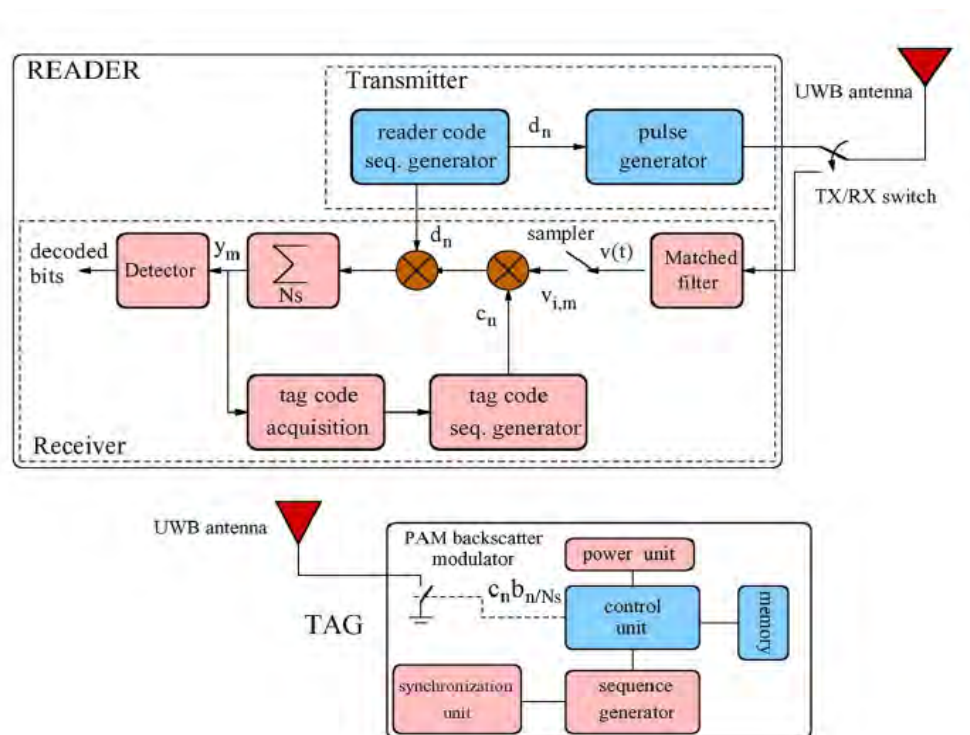 READER
Transmitter
UWB antenna
reader code
seq. generator
dn
pulse
generator
TX/RX switch
decoded
bits
Detector
ym
∑
Ns
dn
sampler
v(t)
vi,m
cn
Matched
filter
tag code
acquisition
tag code
seq. generator
Receiver
UWB antenna
TAG
PAM backscatter
modulator
cnbn/Ns
power unit
control
unit
memory
synchronization
unit
sequence
generator